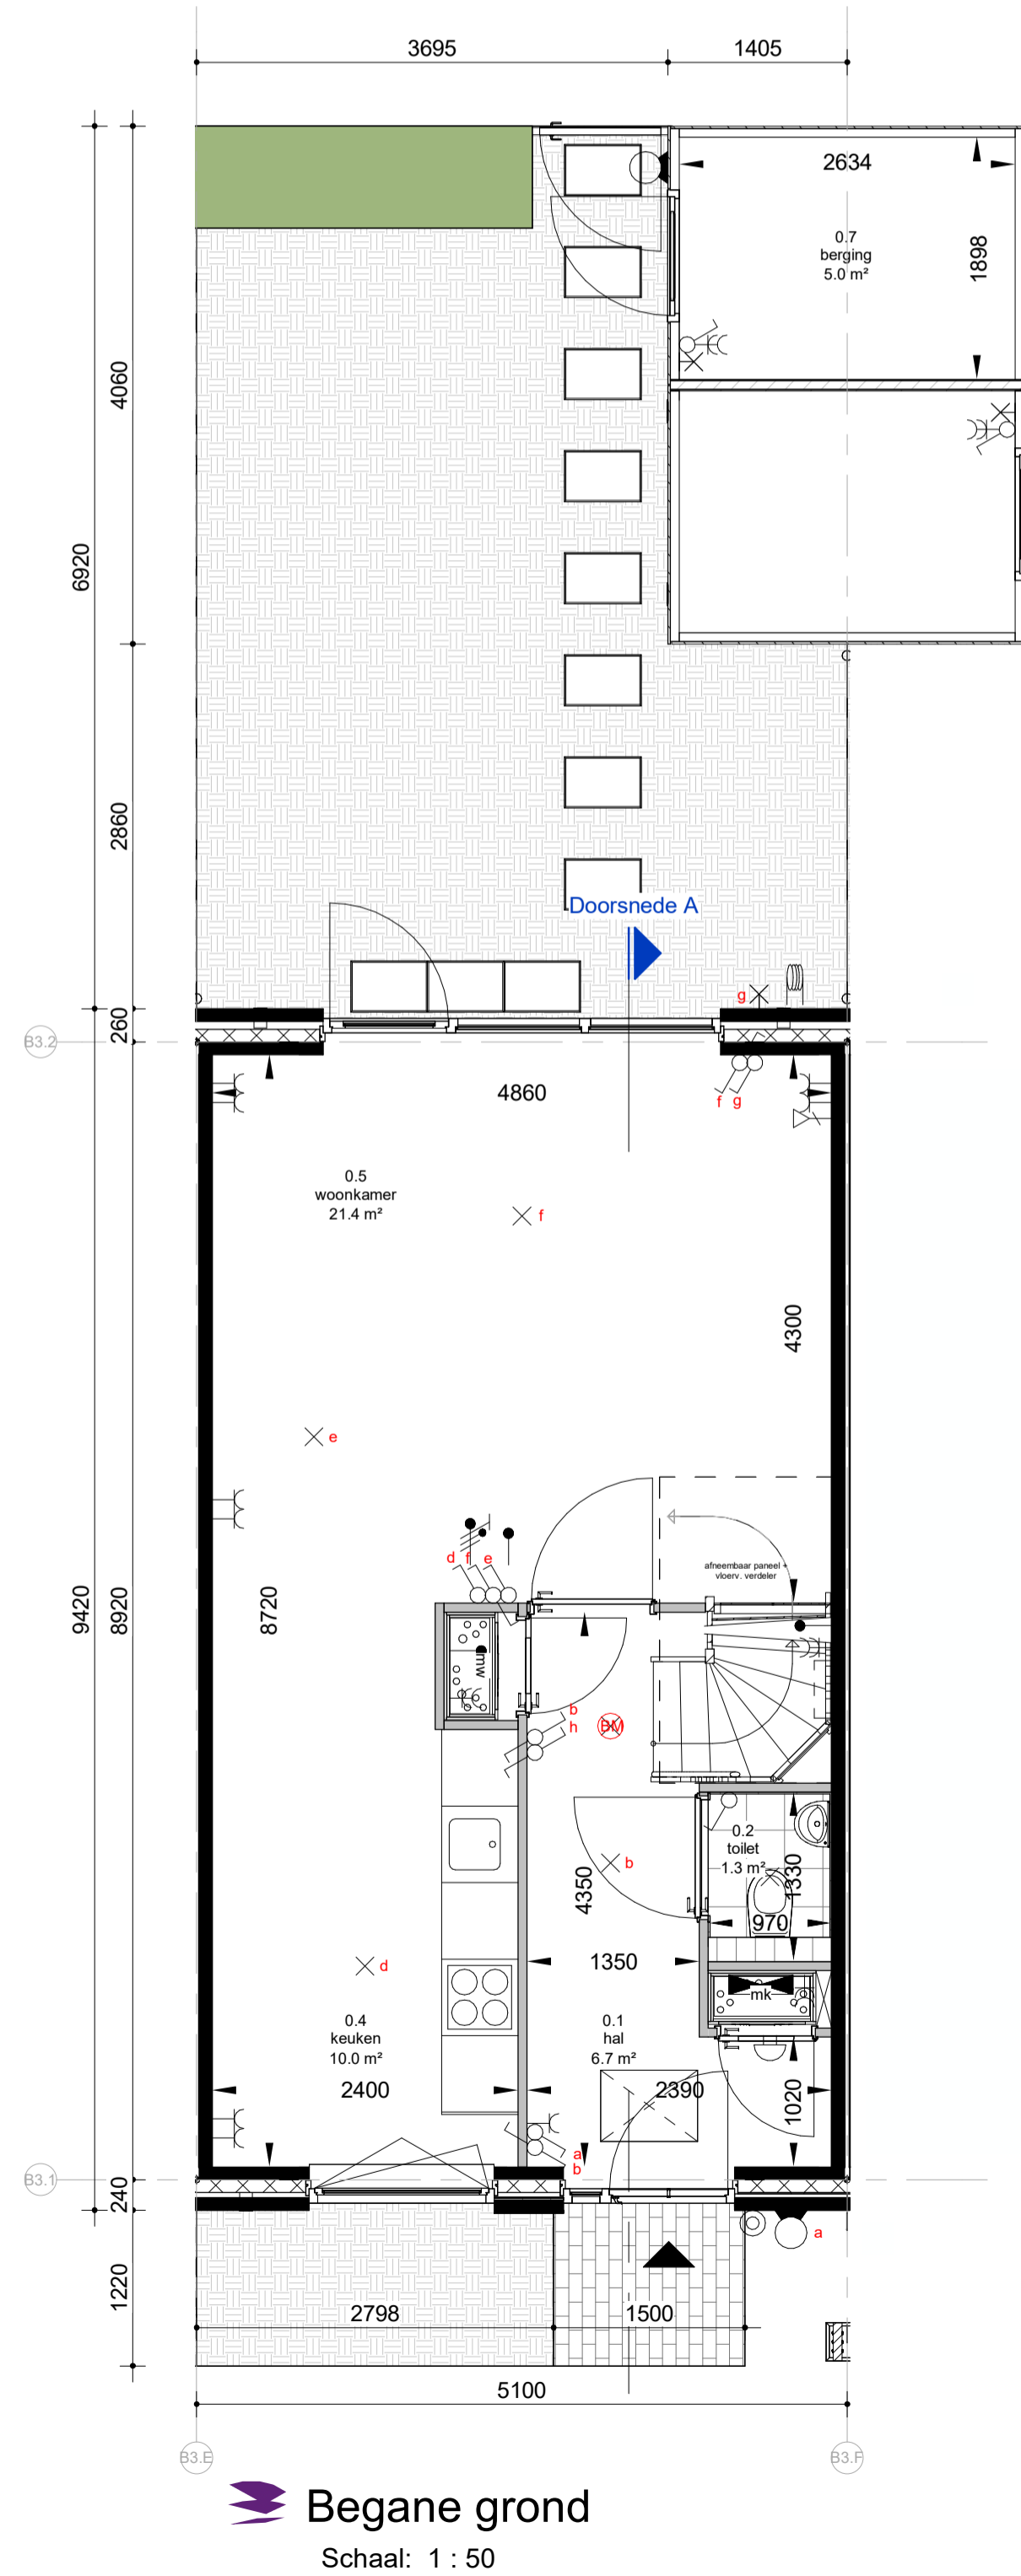 3695
1405
2634
0.7
berging
5.0 m²
1898
4060
6920
2860
Doorsnede A
g
260
B3.2
4860
f
g
0.5
woonkamer
21.4 m²
f
4300
e
afneembaar paneel +
vloerv. verdeler
d
f
e
9420
8920
8720
mw
b
h
BM
0.2
toilet
1.3 m²
1330
b
4350
970
d
1350
mk
0.4
keuken
10.0 m²
0.1
hal
6.7 m²
2400
2390
1020
a
b
B3.1
240
a
1220
2798
1500
5100
B3.E
B3.F
Begane grond
Schaal: 1 : 50